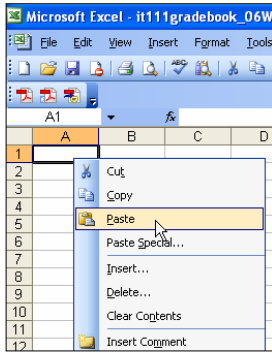 Microsoft Excel - it111gradebook_06W
File Edit View Insert Format Tools
A1 fx
A B C D
1
2 Cut
3 Copy
4
5 Paste
6 Paste Special...
7
8 Insert...
9 Delete...
10 Clear Contents
11
12 Insert Comment